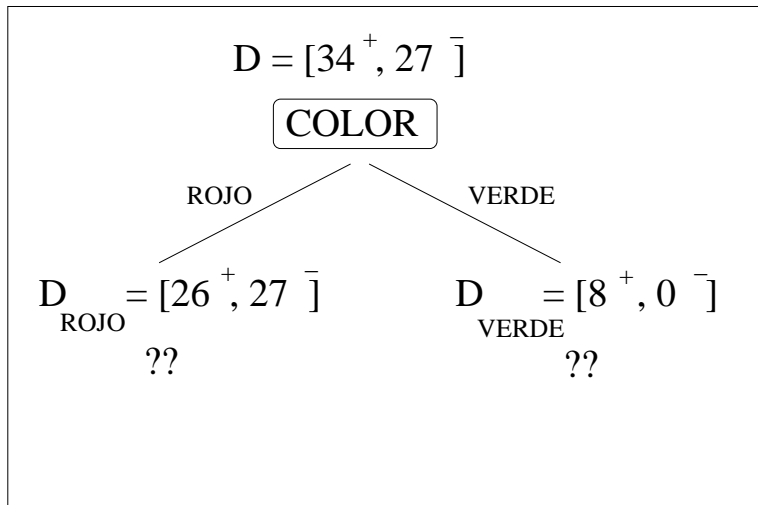 D = [34⁺, 27⁻]
COLOR
ROJO VERDE
D_ROJO = [26⁺, 27⁻] D_VERDE = [8⁺, 0⁻]
?? ??